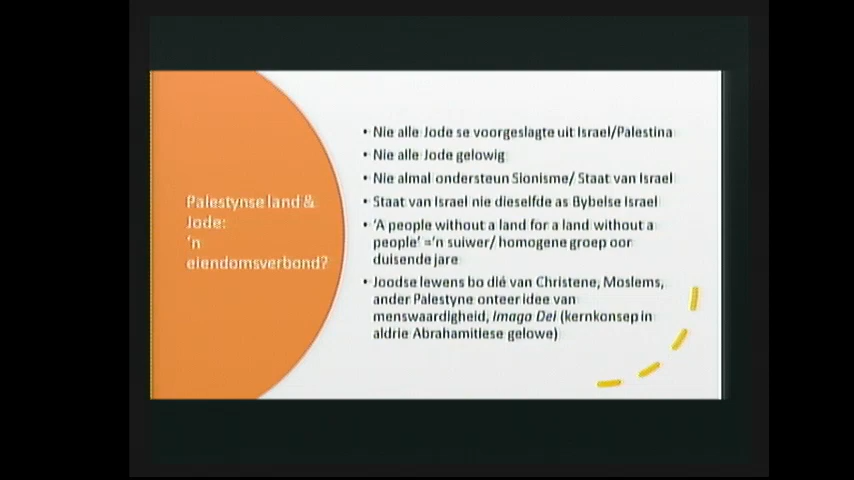 Palestynse land &
Jode:
‘n
eiendomsverbond?
• Nie alle Jode se voorgeslagte uit Israel/Palestina
• Nie alle Jode gelowig
• Nie almal ondersteun Sionisme/ Staat van Israel
• Staat van Israel nie dieselfde as Bybelse Israel
• ‘A people without a land for a land without a
people’ =‘n suiwer/ homogene groep oor
duisende jare
• Joodse lewens bo dié van Christene, Moslems,
ander Palestyne onteer idee van
menswaardigheid, Imago Dei (kernkonsep in
aldrie Abrahamitiese gelowe)